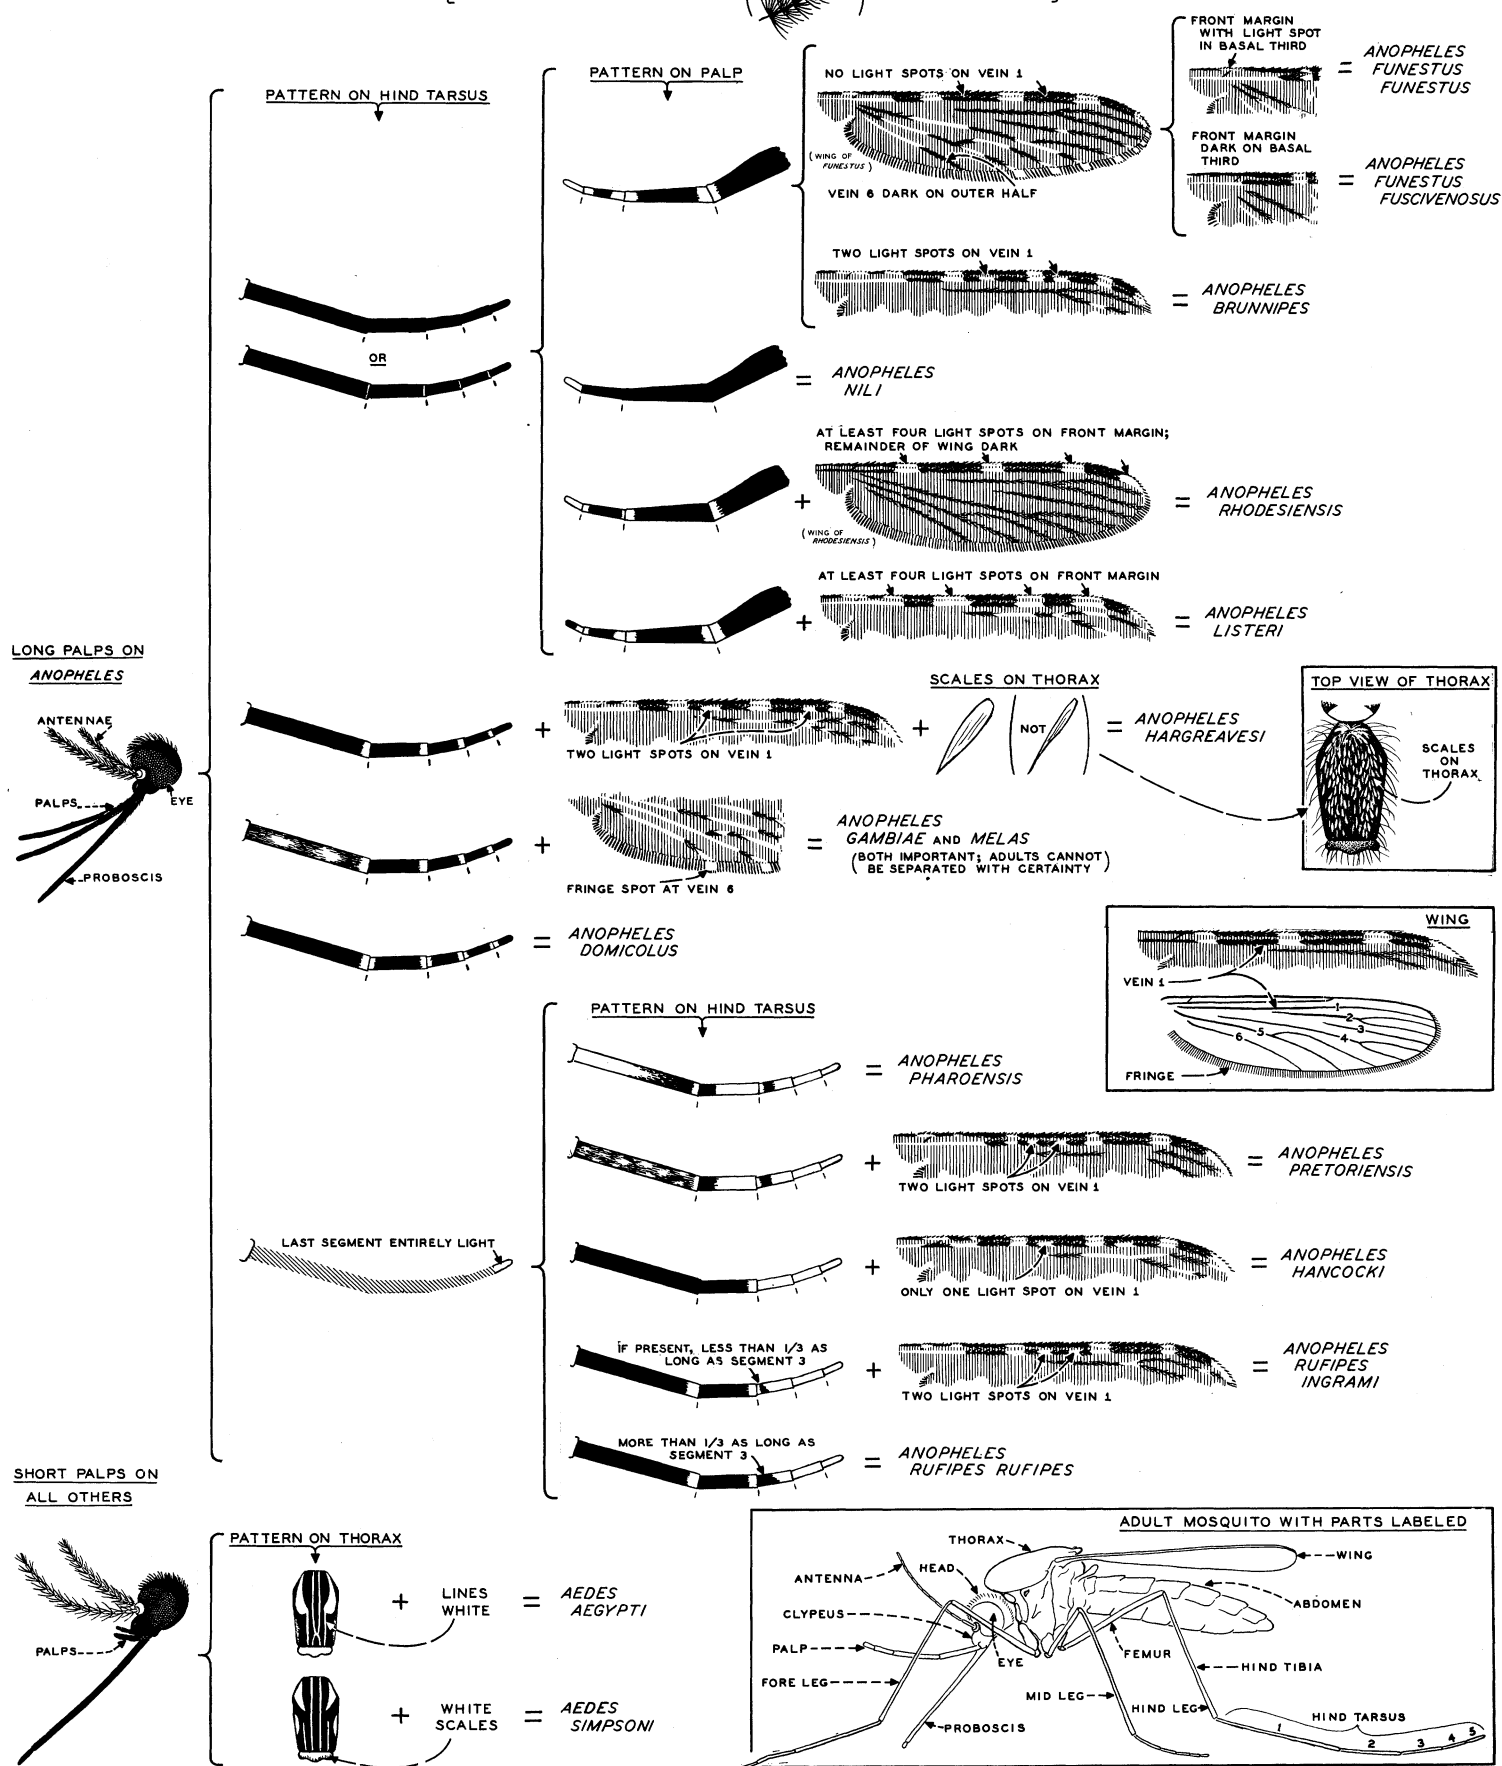 PATTERN ON HIND TARSUS
PATTERN ON PALP
NO LIGHT SPOTS ON VEIN 1
(WING OF
FUNESTUS)
VEIN 6 DARK ON OUTER HALF
FRONT MARGIN
WITH LIGHT SPOT
IN BASAL THIRD
= ANOPHELES
FUNESTUS
FUNESTUS
FRONT MARGIN
DARK ON BASAL
THIRD
= ANOPHELES
FUNESTUS
FUSCIVENOSUS
TWO LIGHT SPOTS ON VEIN 1
= ANOPHELES
BRUNNIPES
OR
= ANOPHELES
NILI
AT LEAST FOUR LIGHT SPOTS ON FRONT MARGIN;
REMAINDER OF WING DARK
+
(WING OF
RHODESIENSIS)
= ANOPHELES
RHODESIENSIS
AT LEAST FOUR LIGHT SPOTS ON FRONT MARGIN
+
= ANOPHELES
LISTERI
LONG PALPS ON
ANOPHELES
ANTENNAE
PALPS
EYE
PROBOSCIS
+
TWO LIGHT SPOTS ON VEIN 1
+
SCALES ON THORAX
NOT
= ANOPHELES
HARGREAVESI
TOP VIEW OF THORAX
SCALES
ON
THORAX
+
FRINGE SPOT AT VEIN 6
= ANOPHELES
GAMBIAE AND MELAS
(BOTH IMPORTANT; ADULTS CANNOT
BE SEPARATED WITH CERTAINTY)
= ANOPHELES
DOMICOLUS
WING
VEIN 1
1
2
3
4
5
6
FRINGE
LAST SEGMENT ENTIRELY LIGHT
PATTERN ON HIND TARSUS
= ANOPHELES
PHAROENSIS
+
TWO LIGHT SPOTS ON VEIN 1
= ANOPHELES
PRETORIENSIS
+
ONLY ONE LIGHT SPOT ON VEIN 1
= ANOPHELES
HANCOCKI
IF PRESENT, LESS THAN 1/3 AS
LONG AS SEGMENT 3
+
TWO LIGHT SPOTS ON VEIN 1
= ANOPHELES
RUFIPES
INGRAMI
MORE THAN 1/3 AS LONG AS
SEGMENT 3
= ANOPHELES
RUFIPES RUFIPES
SHORT PALPS ON
ALL OTHERS
PALPS
PATTERN ON THORAX
+ LINES
WHITE
= AEDES
AEGYPTI
+ WHITE
SCALES
= AEDES
SIMPSONI
ADULT MOSQUITO WITH PARTS LABELED
THORAX
WING
HEAD
ANTENNA
ABDOMEN
CLYPEUS
PALP
EYE
FEMUR
FORE LEG
HIND TIBIA
MID LEG
HIND LEG
HIND TARSUS
PROBOSCIS
1
2
3
4
5